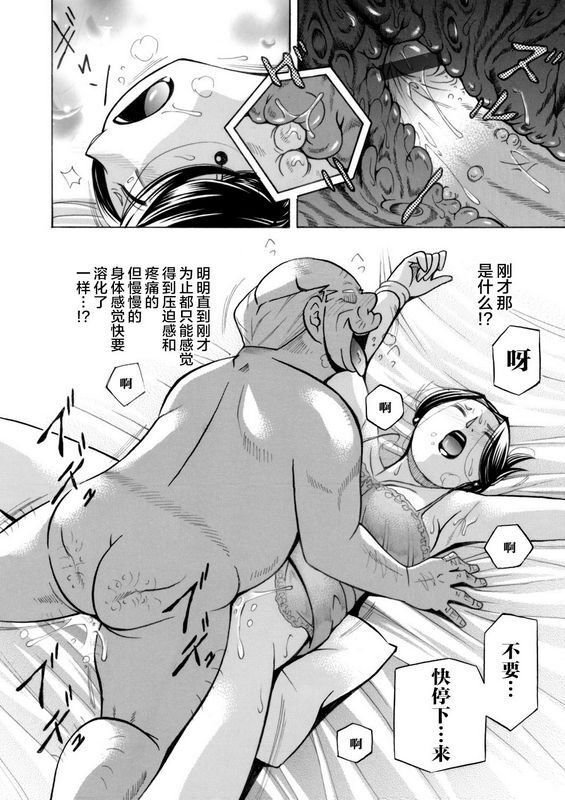 刚才那
是什么!?
呀
明明直到刚才
为止都只能感觉
得到压迫感和
疼痛的
但慢慢的
身体感觉快要
溶化了
一样…!?
啊
啊
啊
不要…
快停下…来
啊